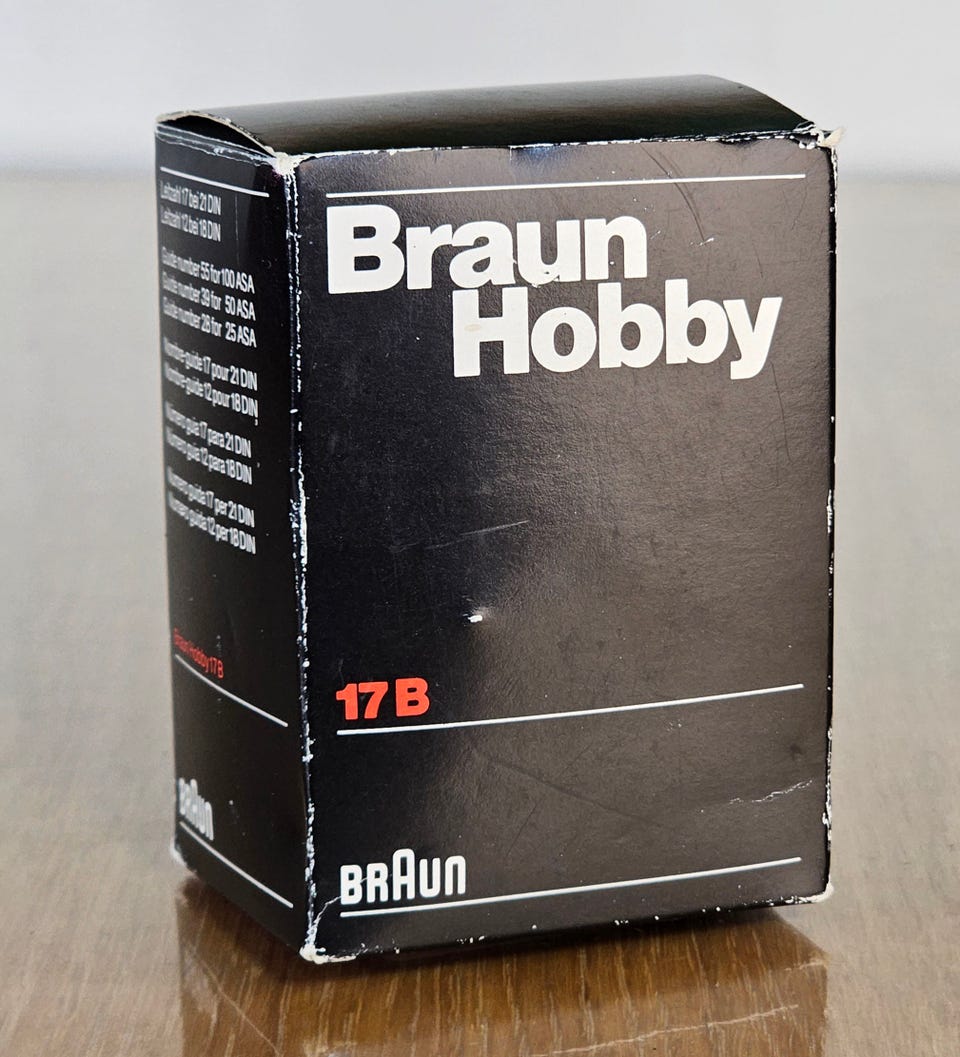 Braun
Hobby
17 B
BRAUN
Leitzahl 17 bei 21 DIN
Leitzahl 12 bei 18 DIN
Guide number 55 for 100 ASA
Guide number 39 for 50 ASA
Guide number 28 for 25 ASA
Nombre-guide 17 pour 21 DIN
Nombre-guide 12 pour 18 DIN
Número guia 17 para 21 DIN
Número guia 12 para 18 DIN
Numero guida 17 per 21 DIN
Numero guida 12 per 18 DIN
Braun Hobby 17 B
BRAUN